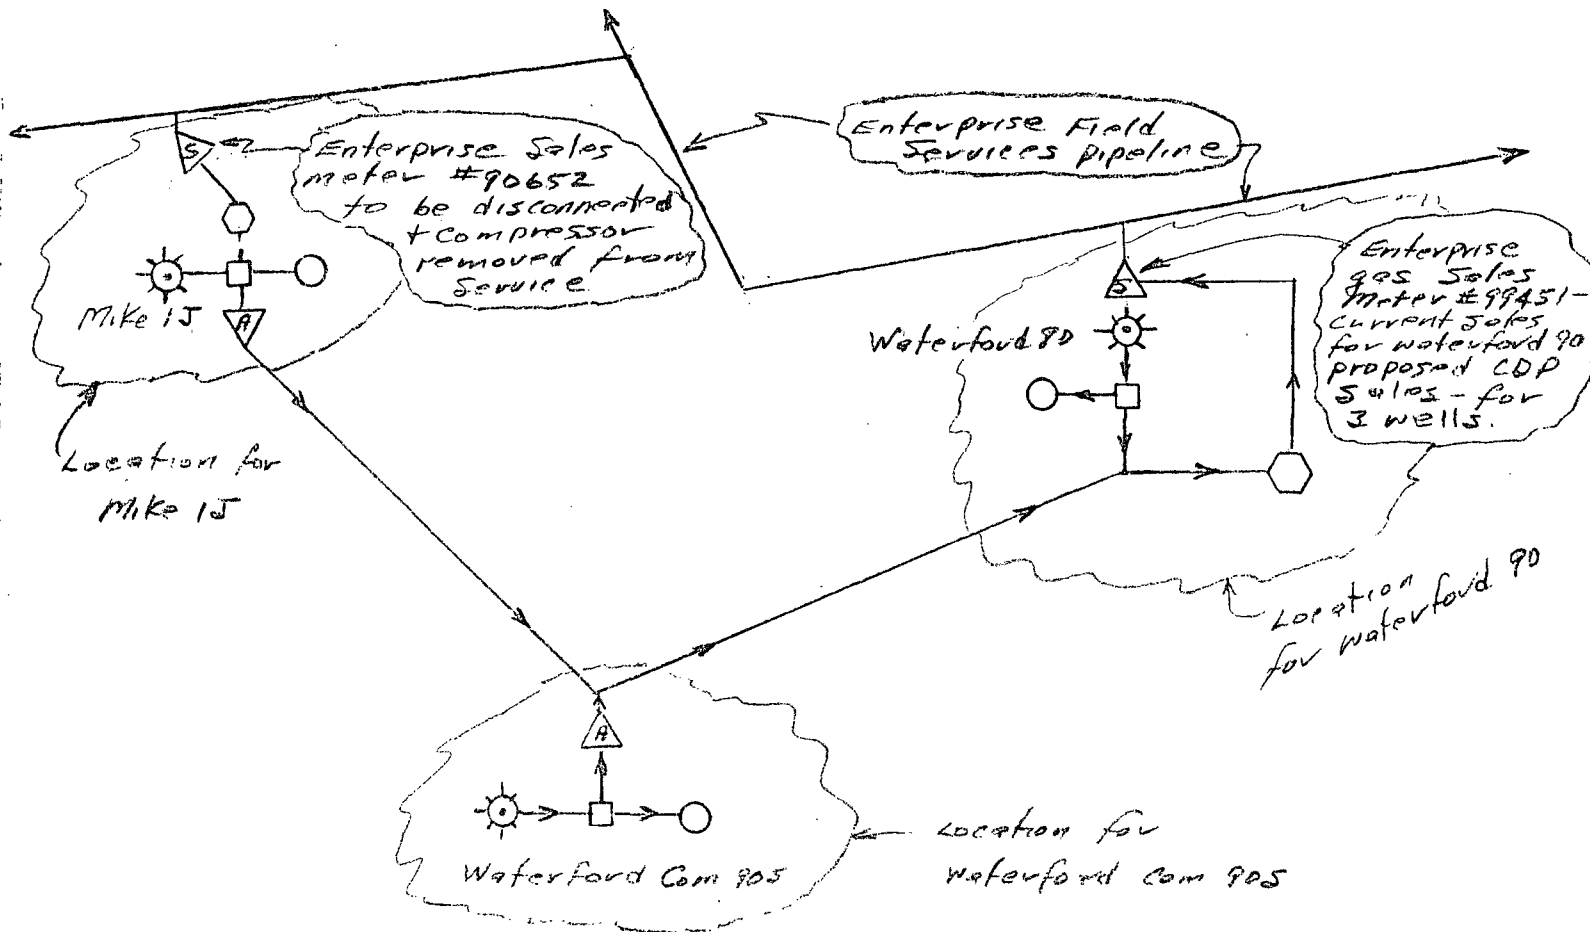 Enterprise Field
Services pipeline
Enterprise Sales
meter #90652
to be disconnected
+ compressor
removed from
Service
S
Mike 1J
A
Location for
Mike 1J
Enterprise
gas Sales
Meter #99451-
current sales
for waterford 90
proposed CDP
Sales - for
3 wells.
S
Waterford 90
Location
for waterford 90
A
Waterford Com 90S
Location for
Waterford Com 90S